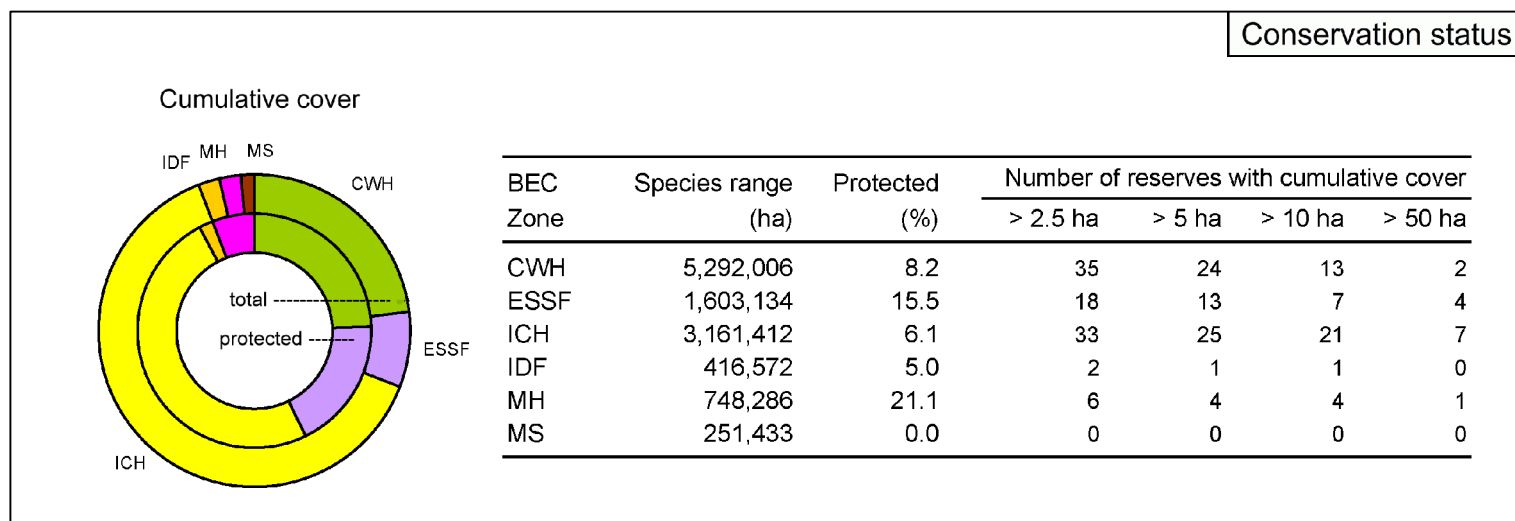 Conservation status
Cumulative cover
IDF MH MS
CWH
total
protected
ESSF
ICH
BEC Species range Protected Number of reserves with cumulative cover
Zone (ha) (%) > 2.5 ha > 5 ha > 10 ha > 50 ha
CWH 5,292,006 8.2 35 24 13 2
ESSF 1,603,134 15.5 18 13 7 4
ICH 3,161,412 6.1 33 25 21 7
IDF 416,572 5.0 2 1 1 0
MH 748,286 21.1 6 4 4 1
MS 251,433 0.0 0 0 0 0